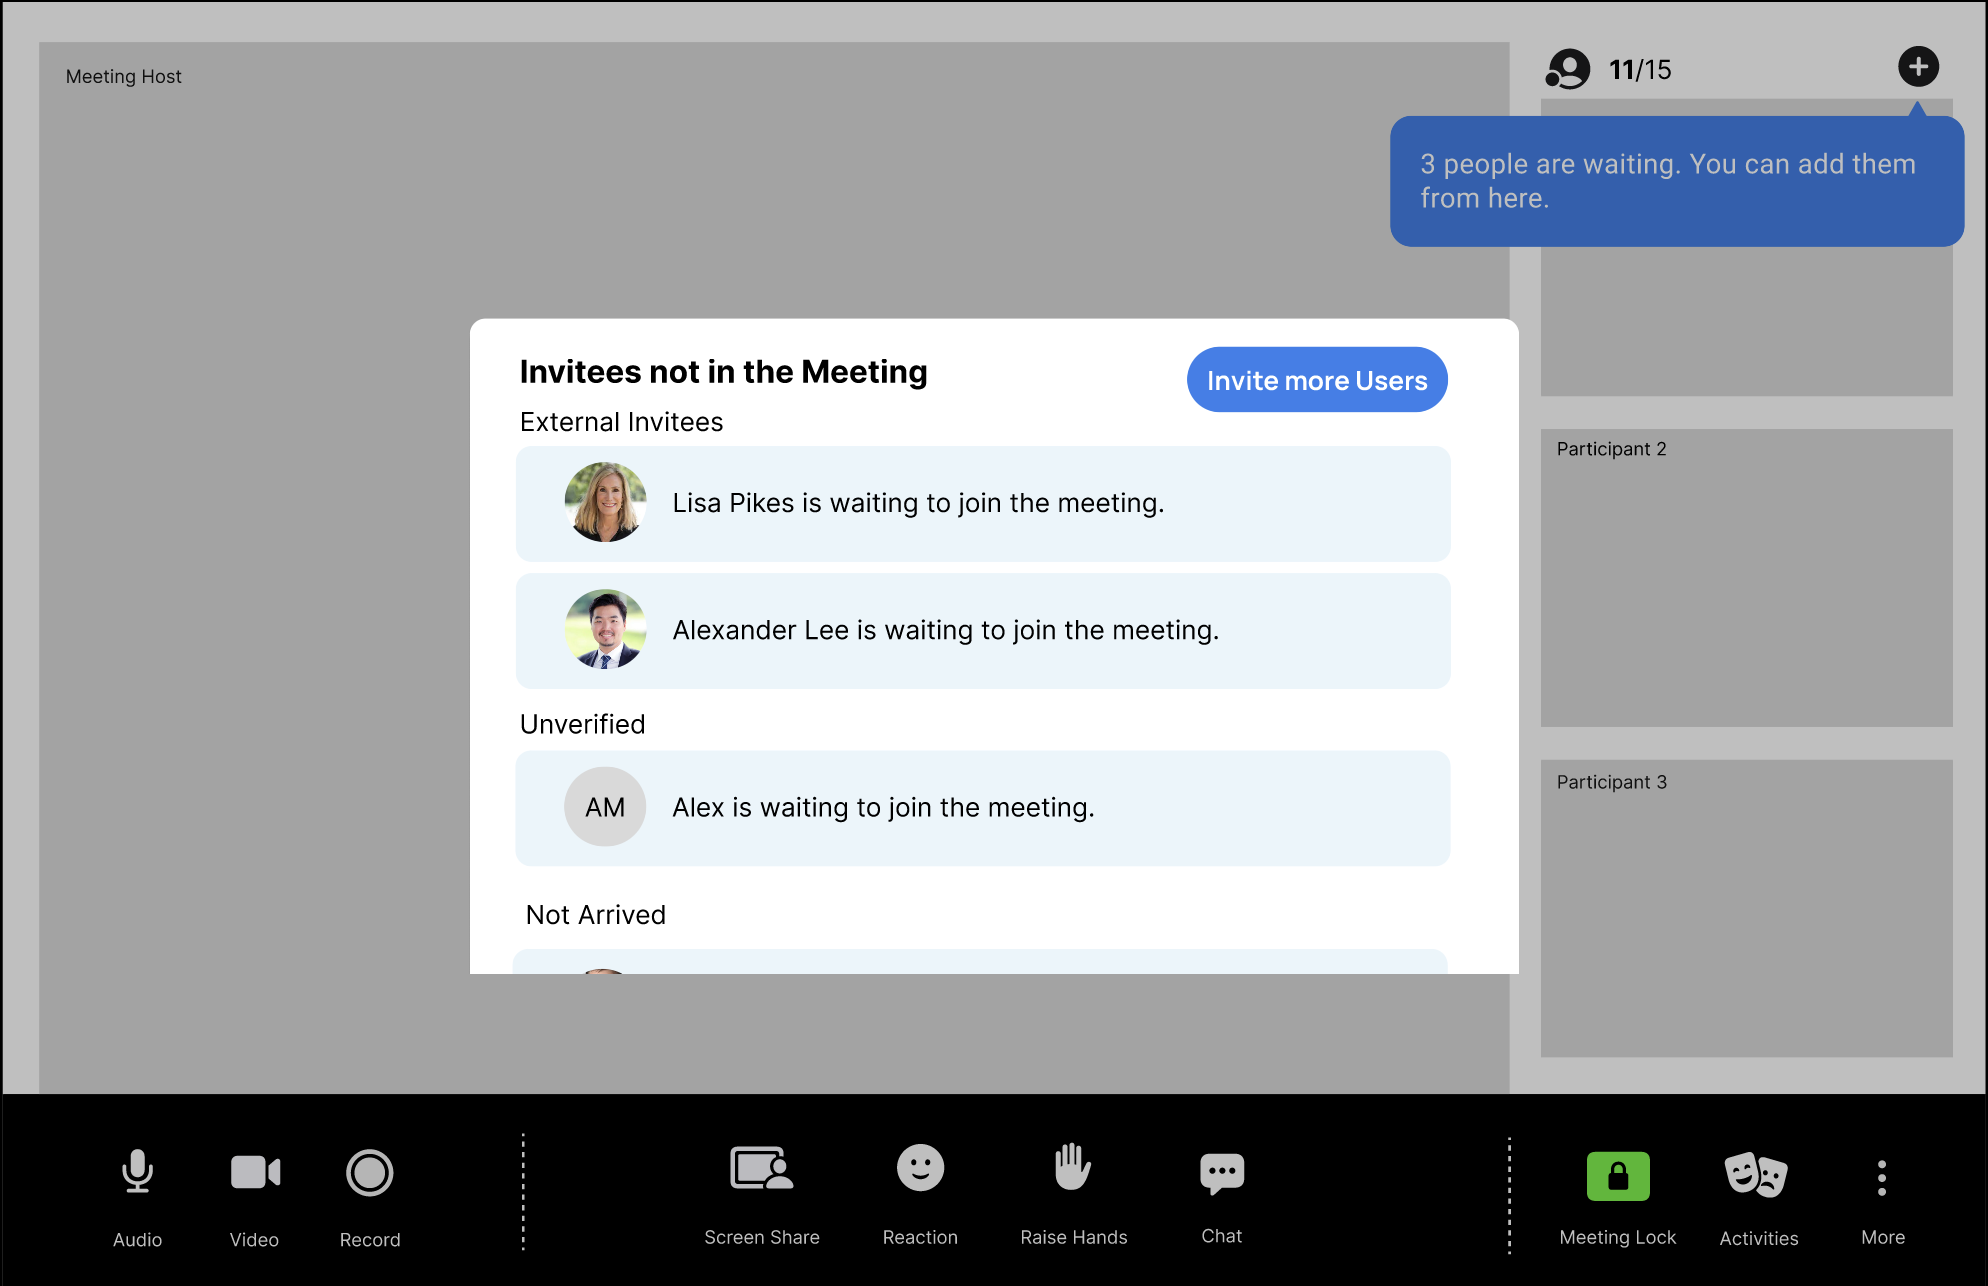 Meeting Host
11/15
3 people are waiting. You can add them
from here.
Invitees not in the Meeting
Invite more Users
External Invitees
Lisa Pikes is waiting to join the meeting.
Alexander Lee is waiting to join the meeting.
Unverified
AM
Alex is waiting to join the meeting.
Not Arrived
Participant 2
Participant 3
Audio
Video
Record
Screen Share
Reaction
Raise Hands
Chat
Meeting Lock
Activities
More